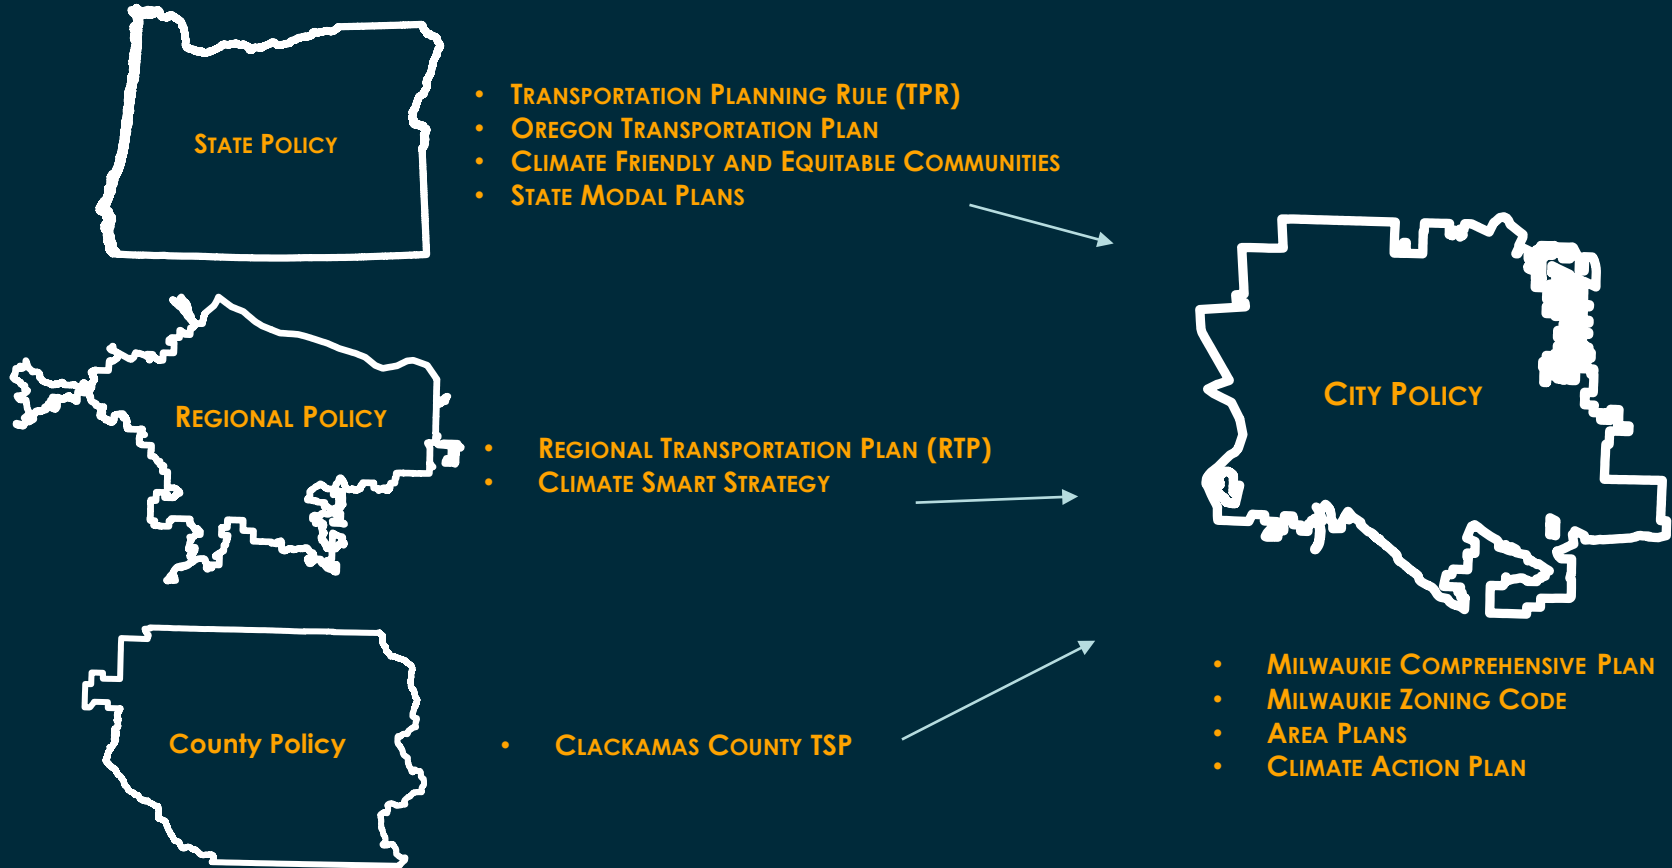 State Policy
• Transportation Planning Rule (TPR)
• Oregon Transportation Plan
• Climate Friendly and Equitable Communities
• State Modal Plans
Regional Policy
• Regional Transportation Plan (RTP)
• Climate Smart Strategy
County Policy
• Clackamas County TSP
City Policy
• Milwaukie Comprehensive Plan
• Milwaukie Zoning Code
• Area Plans
• Climate Action Plan